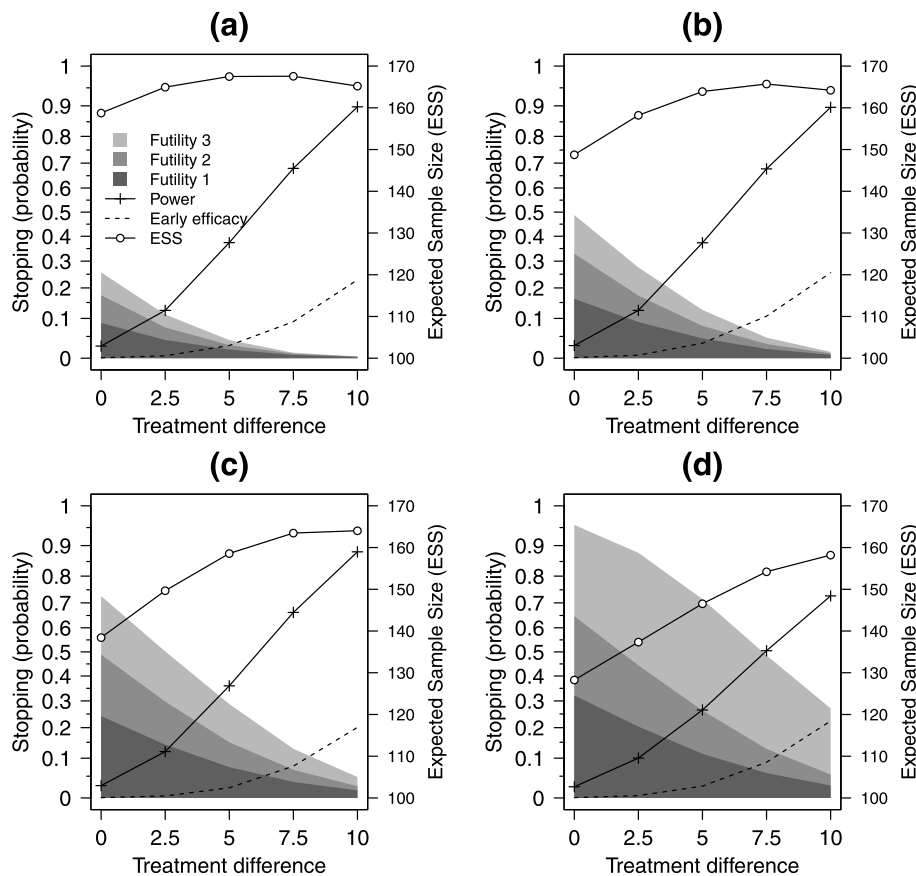 (a)
Stopping (probability)
1
0.9
0.8
0.7
0.6
0.5
0.4
0.3
0.2
0.1
0
Futility 3
Futility 2
Futility 1
Power
Early efficacy
ESS
170
160
150
140
130
120
110
100
Expected Sample Size (ESS)
0 2.5 5 7.5 10
Treatment difference
(b)
Stopping (probability)
1
0.9
0.8
0.7
0.6
0.5
0.4
0.3
0.2
0.1
0
170
160
150
140
130
120
110
100
Expected Sample Size (ESS)
0 2.5 5 7.5 10
Treatment difference
(c)
Stopping (probability)
1
0.9
0.8
0.7
0.6
0.5
0.4
0.3
0.2
0.1
0
170
160
150
140
130
120
110
100
Expected Sample Size (ESS)
0 2.5 5 7.5 10
Treatment difference
(d)
Stopping (probability)
1
0.9
0.8
0.7
0.6
0.5
0.4
0.3
0.2
0.1
0
170
160
150
140
130
120
110
100
Expected Sample Size (ESS)
0 2.5 5 7.5 10
Treatment difference